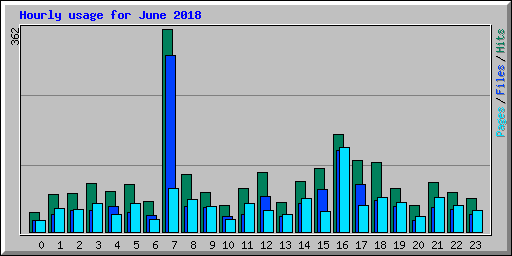 Hourly usage for June 2018
362
Pages/Files/Hits
0 1 2 3 4 5 6 7 8 9 10 11 12 13 14 15 16 17 18 19 20 21 22 23